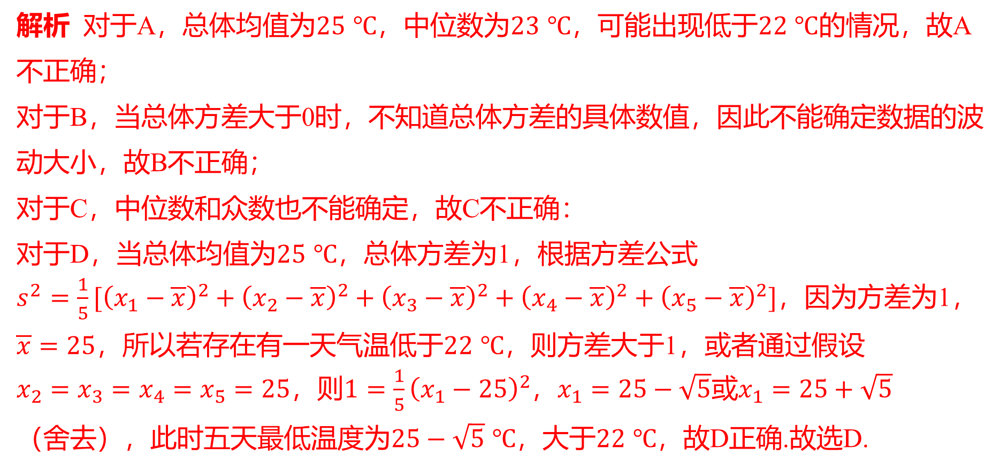 解析 对于A，总体均值为25 ℃，中位数为23 ℃，可能出现低于22 ℃的情况，故A
不正确；
对于B，当总体方差大于0时，不知道总体方差的具体数值，因此不能确定数据的波
动大小，故B不正确；
对于C，中位数和众数也不能确定，故C不正确：
对于D，当总体均值为25 ℃，总体方差为1，根据方差公式
$s^2=\frac{1}{5}[(x_1-\overline{x})^2+(x_2-\overline{x})^2+(x_3-\overline{x})^2+(x_4-\overline{x})^2+(x_5-\overline{x})^2]$，因为方差为1，
$\overline{x}=25$，所以若存在有一天气温低于22 ℃，则方差大于1，或者通过假设
$x_2=x_3=x_4=x_5=25$，则$1=\frac{1}{5}(x_1-25)^2$，$x_1=25-\sqrt{5}$或$x_1=25+\sqrt{5}$
（舍去），此时五天最低温度为$25-\sqrt{5}$ ℃，大于22 ℃，故D正确.故选D.